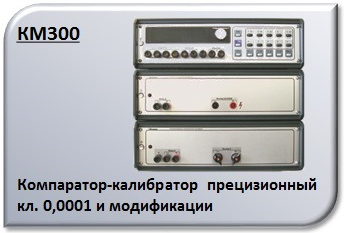 КМ300
Компаратор-калибратор прецизионный
кл. 0,0001 и модификации